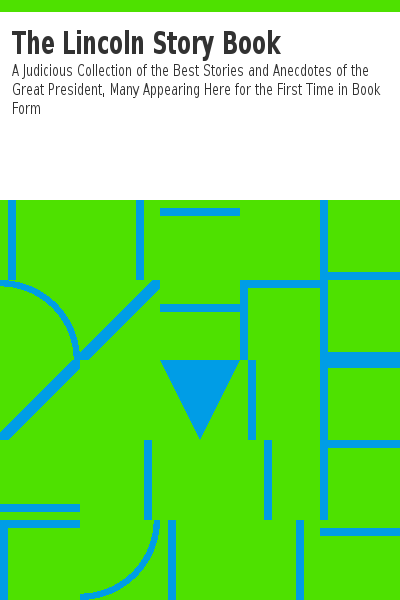 The Lincoln Story Book
A Judicious Collection of the Best Stories and Anecdotes of the
Great President, Many Appearing Here for the First Time in Book
Form